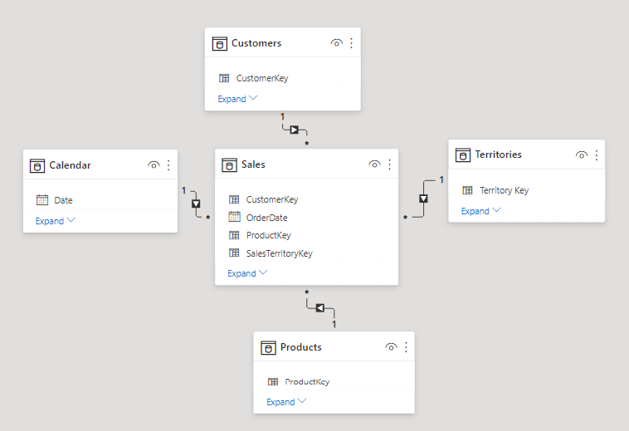 Customers
CustomerKey
Expand
1
*
Calendar
Date
Expand
1
*
Sales
CustomerKey
OrderDate
ProductKey
SalesTerritoryKey
Expand
Territories
Territory Key
Expand
1
*
*
1
Products
ProductKey
Expand